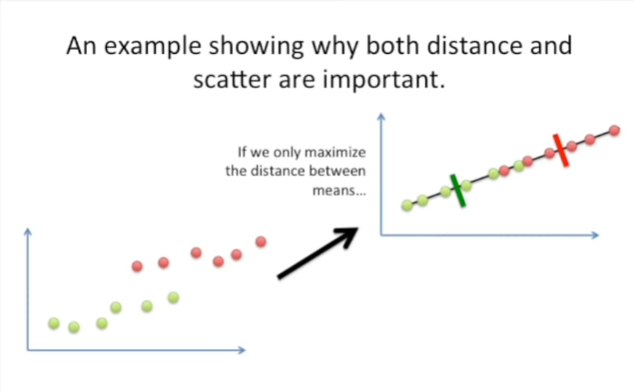 An example showing why both distance and
scatter are important.
If we only maximize
the distance between
means...